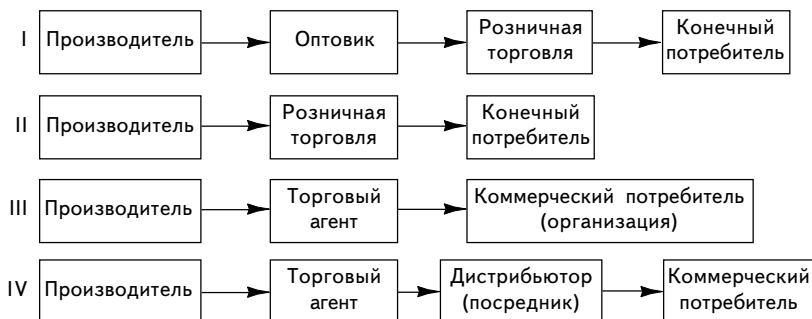 I Производитель Оптовик Розничная торговля Конечный потребитель
II Производитель Розничная торговля Конечный потребитель
III Производитель Торговый агент Коммерческий потребитель (организация)
IV Производитель Торговый агент Дистрибьютор (посредник) Коммерческий потребитель